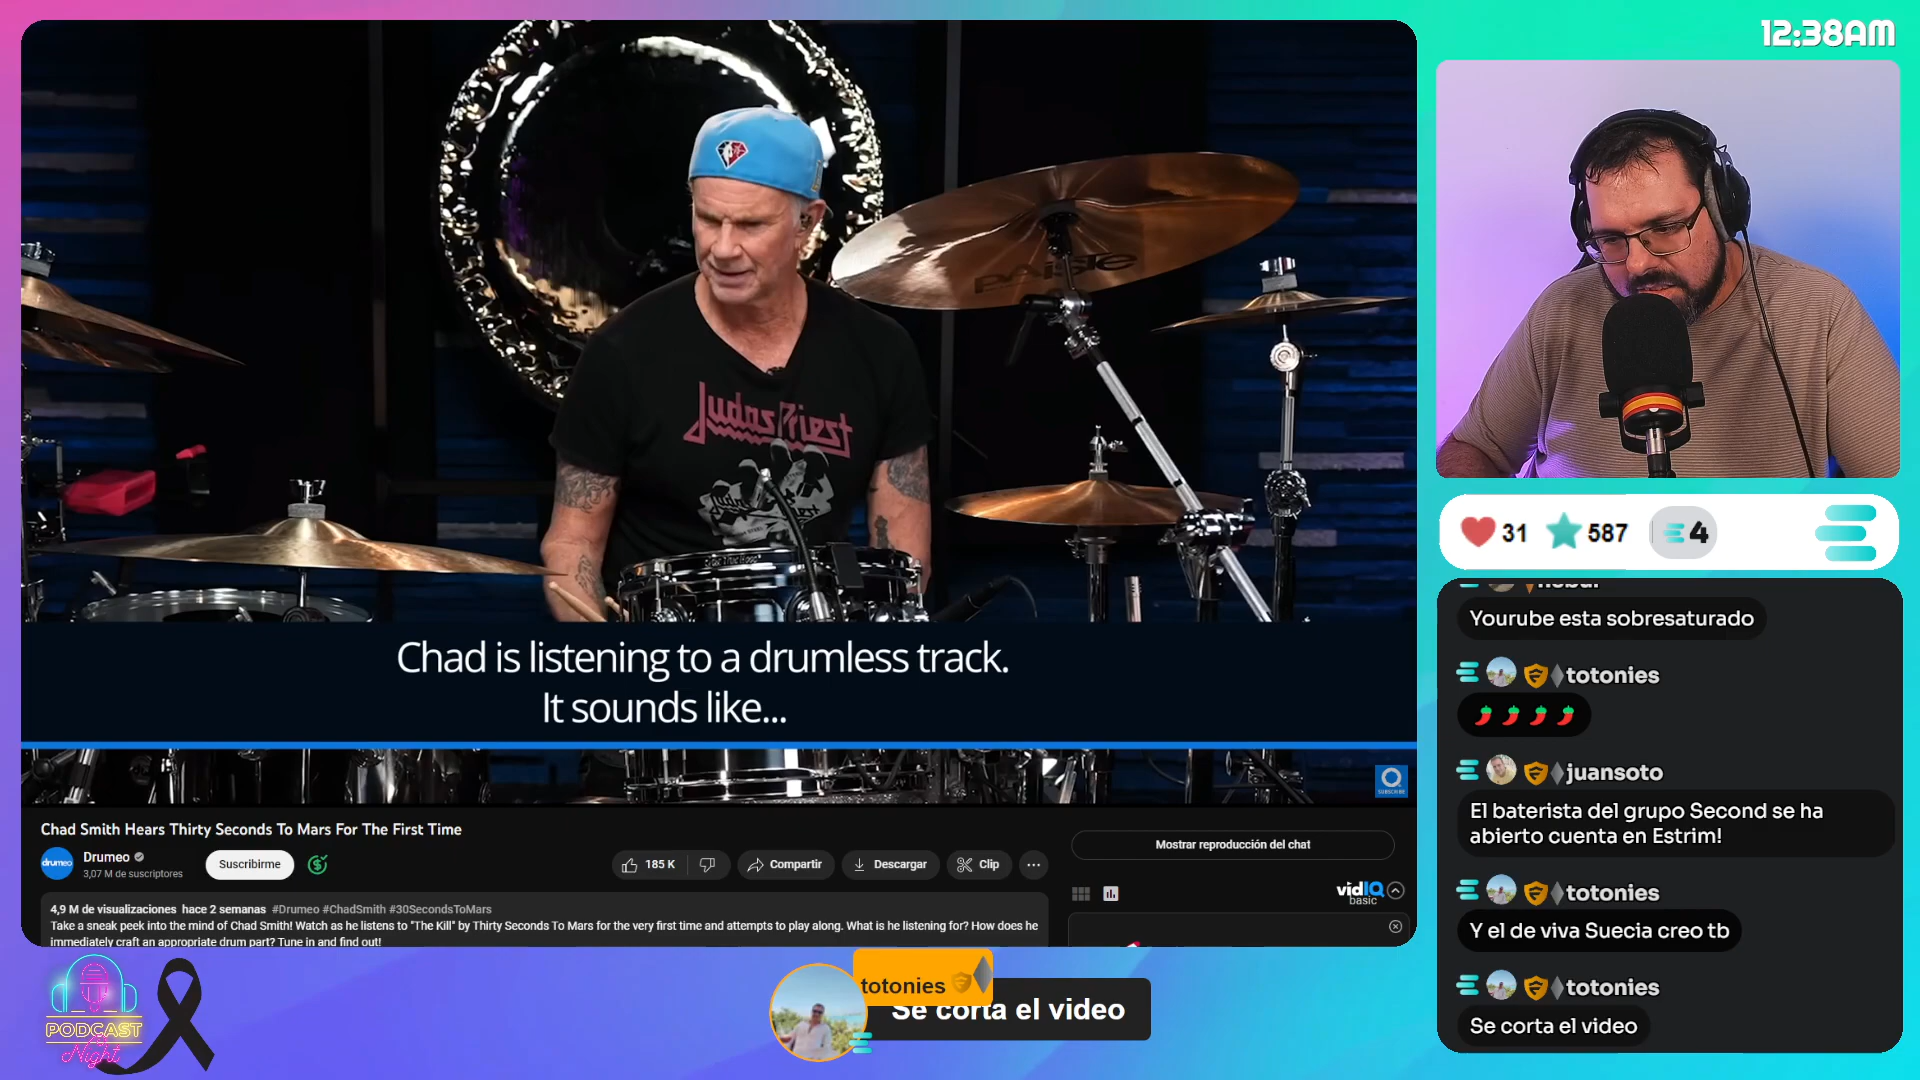 12:38AM
PAISTE
Judas Priest
Chad is listening to a drumless track.
It sounds like...
SUBSCRIBE
Chad Smith Hears Thirty Seconds To Mars For The First Time
drumeo
Drumeo
3,07 M de suscriptores
Suscribirme
185 K
Compartir
Descargar
Clip
Mostrar reproducción del chat
vidIQ
basic
4,9 M de visualizaciones hace 2 semanas #Drumeo #ChadSmith #30SecondsToMars
Take a sneak peek into the mind of Chad Smith! Watch as he listens to "The Kill" by Thirty Seconds To Mars for the very first time and attempts to play along. What is he listening for? How does he
immediately craft an appropriate drum part? Tune in and find out!
31
587
4
Yourube esta sobresaturado
totonies
juansoto
El baterista del grupo Second se ha
abierto cuenta en Estrim!
totonies
Y el de viva Suecia creo tb
totonies
Se corta el video
PODCAST
Night
totonies
Se corta el video